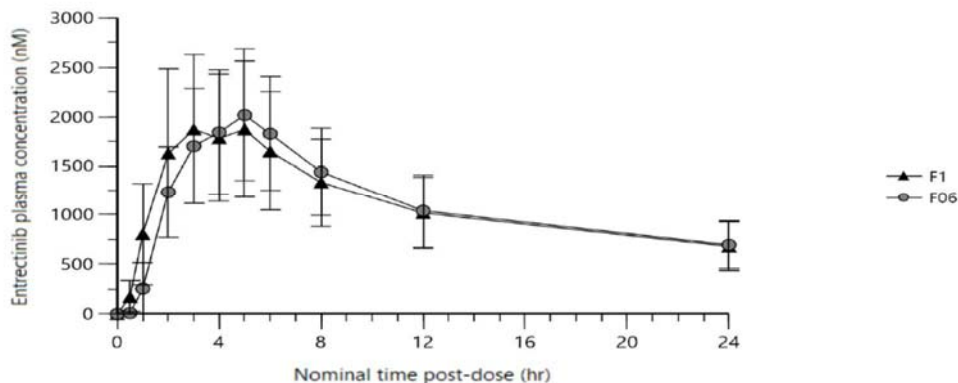 3000
2500
2000
1500
1000
500
0
Entrectinib plasma concentration (nM)
0 4 8 12 16 20 24
Nominal time post-dose (hr)
F1
F06